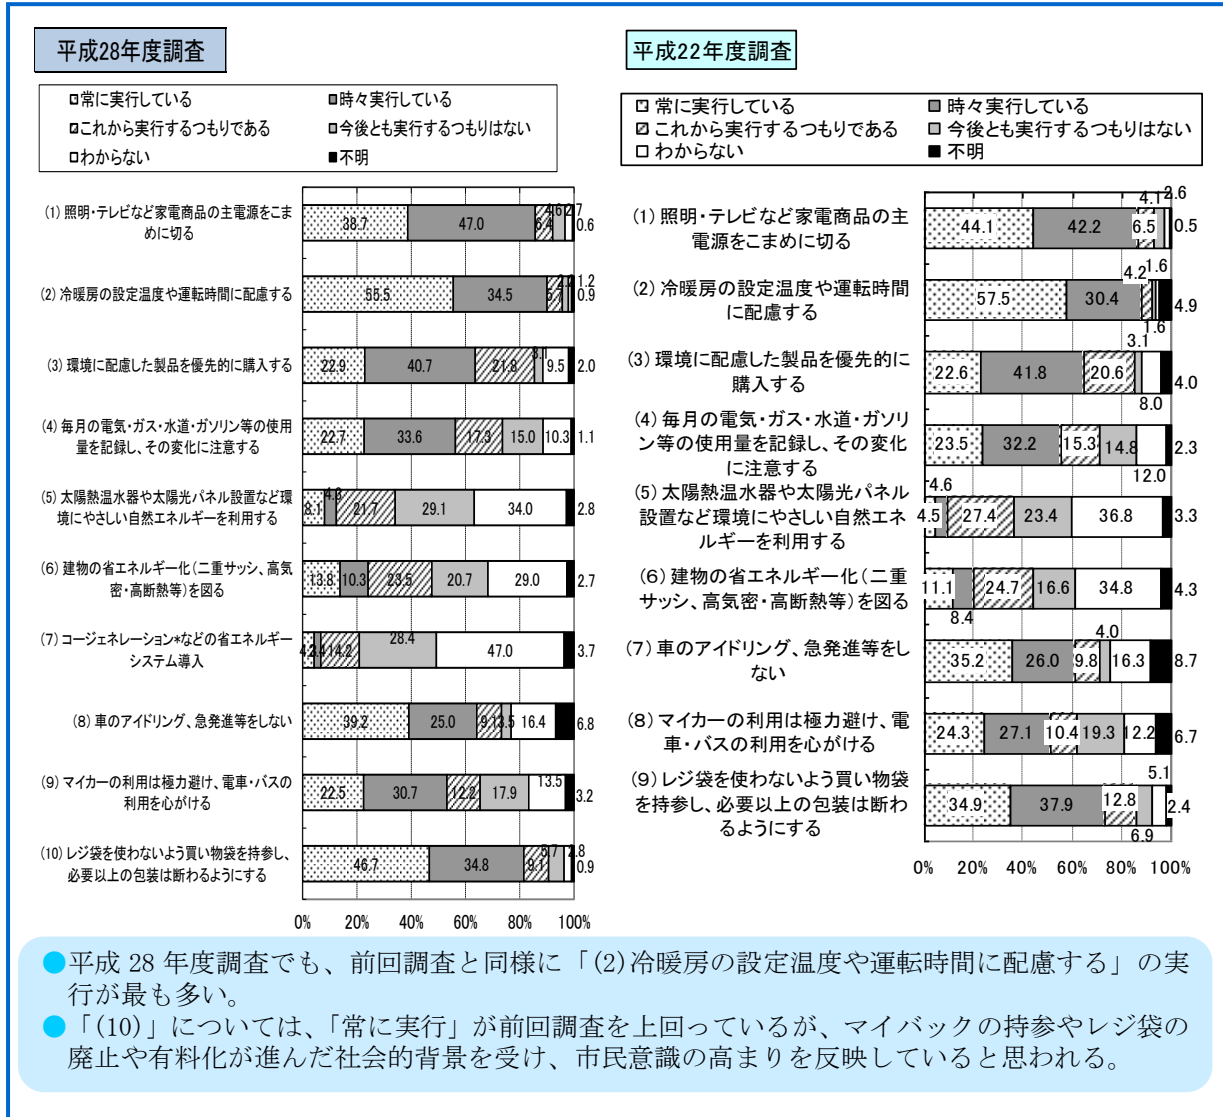 平成28年度調査
常に実行している
時々実行している
これから実行するつもりである
今後とも実行するつもりはない
わからない
不明
(1) 照明・テレビなど家電商品の主電源をこま
めに切る
38.7 47.0 6.4 4.6 2.7 0.6
(2) 冷暖房の設定温度や運転時間に配慮する
55.5 34.5 5.7 2.2 1.2 0.9
(3) 環境に配慮した製品を優先的に購入する
22.9 40.7 21.8 3.1 9.5 2.0
(4) 毎月の電気・ガス・水道・ガソリン等の使用
量を記録し、その変化に注意する
22.7 33.6 17.3 15.0 10.3 1.1
(5) 太陽熱温水器や太陽光パネル設置など環
境にやさしい自然エネルギーを利用する
8.1 4.3 21.7 29.1 34.0 2.8
(6) 建物の省エネルギー化(二重サッシ、高気
密・高断熱等)を図る
13.8 10.3 23.5 20.7 29.0 2.7
(7) コージェネレーション*などの省エネルギー
システム導入
14.2 28.4 47.0 3.7
(8) 車のアイドリング、急発進等をしない
39.2 25.0 9.1 3.5 16.4 6.8
(9) マイカーの利用は極力避け、電車・バスの
利用を心がける
22.5 30.7 12.2 17.9 13.5 3.2
(10) レジ袋を使わないよう買い物袋を持参し、
必要以上の包装は断わるようにする
46.7 34.8 9.1 5.7 2.8 0.9
0% 20% 40% 60% 80% 100%
平成22年度調査
常に実行している
時々実行している
これから実行するつもりである
今後とも実行するつもりはない
わからない
不明
(1) 照明・テレビなど家電商品の主
電源をこまめに切る
44.1 42.2 6.5 4.1 2.6 0.5
(2) 冷暖房の設定温度や運転時間
に配慮する
57.5 30.4 4.2 1.6 1.6 4.9
(3) 環境に配慮した製品を優先的に
購入する
22.6 41.8 20.6 3.1 8.0 4.0
(4) 毎月の電気・ガス・水道・ガソリ
ン等の使用量を記録し、その変化
に注意する
23.5 32.2 15.3 14.8 12.0 2.3
(5) 太陽熱温水器や太陽光パネル
設置など環境にやさしい自然エネ
ルギーを利用する
4.5 4.6 27.4 23.4 36.8 3.3
(6) 建物の省エネルギー化(二重
サッシ、高気密・高断熱等)を図る
11.1 8.4 24.7 16.6 34.8 4.3
(7) 車のアイドリング、急発進等をし
ない
35.2 26.0 9.8 4.0 16.3 8.7
(8) マイカーの利用は極力避け、電
車・バスの利用を心がける
24.3 27.1 10.4 19.3 12.2 6.7
(9) レジ袋を使わないよう買い物袋
を持参し、必要以上の包装は断わ
るようにする
34.9 37.9 12.8 6.9 5.1 2.4
0% 20% 40% 60% 80% 100%
●平成 28 年度調査でも、前回調査と同様に「(2)冷暖房の設定温度や運転時間に配慮する」の実
行が最も多い。
●「(10)」については、「常に実行」が前回調査を上回っているが、マイバックの持参やレジ袋の
廃止や有料化が進んだ社会的背景を受け、市民意識の高まりを反映していると思われる。